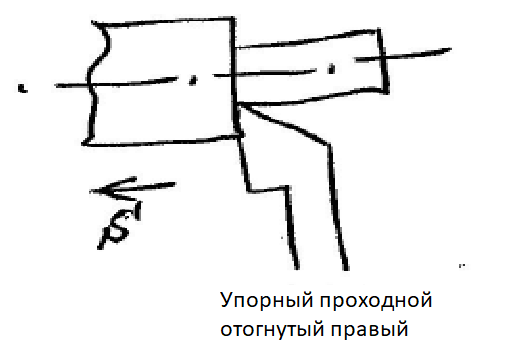 S
Упорный проходной
отогнутый правый